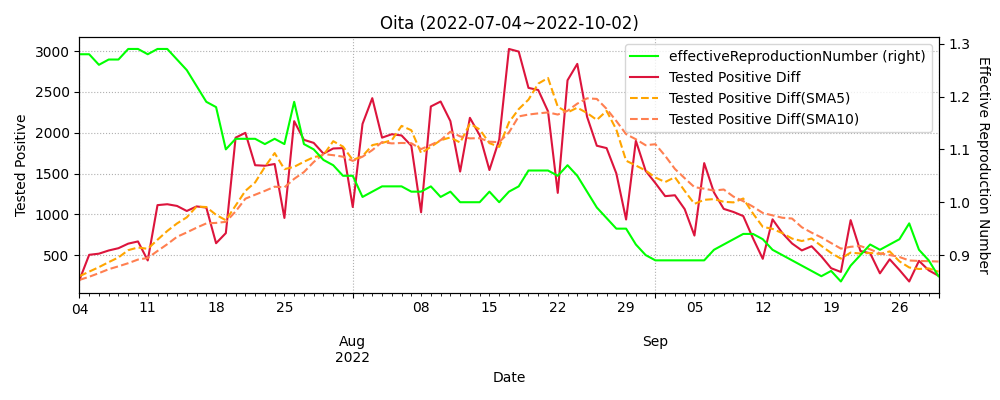 Oita (2022-07-04~2022-10-02)
effectiveReproductionNumber (right)
Tested Positive Diff
Tested Positive Diff(SMA5)
Tested Positive Diff(SMA10)
Tested Positive
3000
2500
2000
1500
1000
500
1.3
1.2
1.1
1.0
0.9
Effective Reproduction Number
04 11 18 25 08 15 22 29 05 12 19 26
Aug Sep
2022
Date